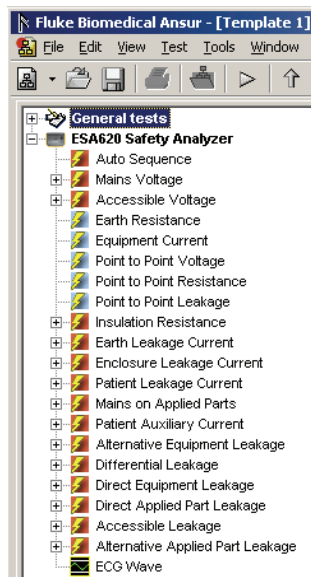 Fluke Biomedical Ansur - [Template 1]
File Edit View Test Tools Window
General tests
ESA620 Safety Analyzer
Auto Sequence
Mains Voltage
Accessible Voltage
Earth Resistance
Equipment Current
Point to Point Voltage
Point to Point Resistance
Point to Point Leakage
Insulation Resistance
Earth Leakage Current
Enclosure Leakage Current
Patient Leakage Current
Mains on Applied Parts
Patient Auxiliary Current
Alternative Equipment Leakage
Differential Leakage
Direct Equipment Leakage
Direct Applied Part Leakage
Accessible Leakage
Alternative Applied Part Leakage
ECG Wave